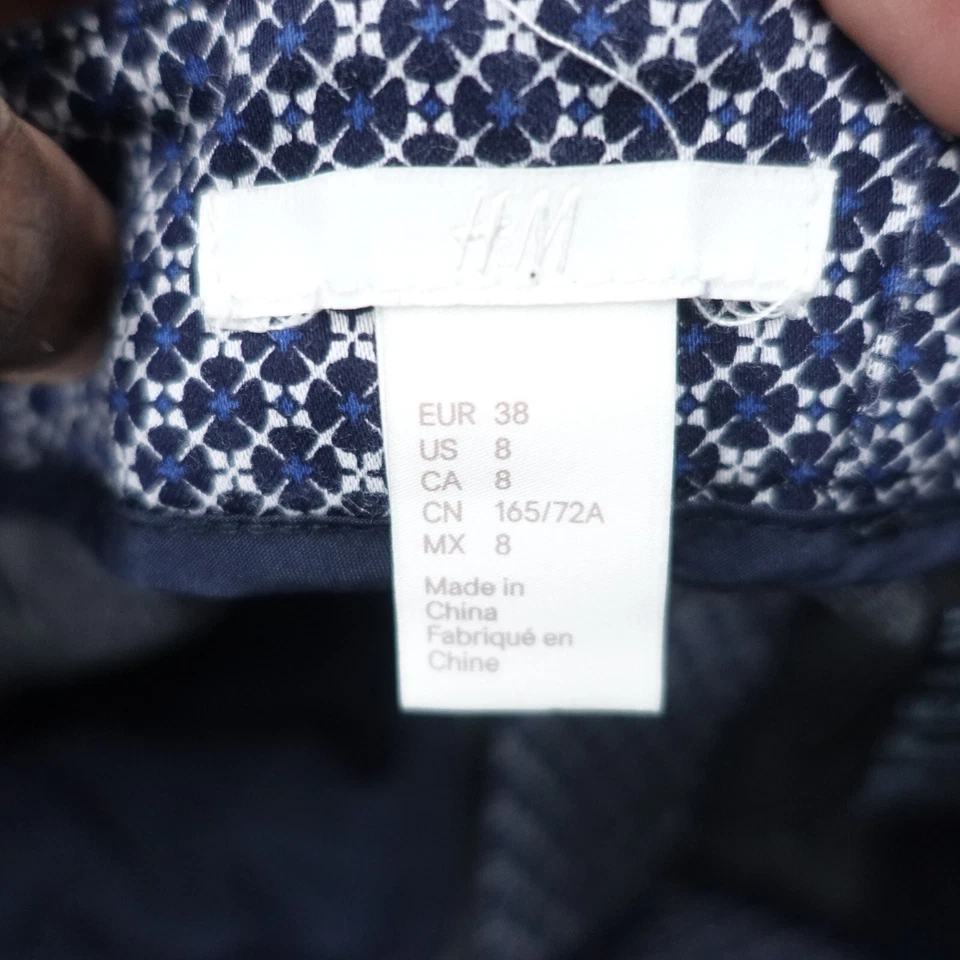 H&M
EUR 38
US 8
CA 8
CN 165/72A
MX 8
Made in
China
Fabriqué en
Chine